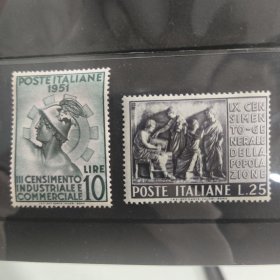 POSTE ITALIANE
1951
LIRE
10
III CENSIMENTO
INDUSTRIALE E
COMMERCIALE
IX CEN=
SIMEN=
TO=GE=
NERALE
DELLA
POPOLA=
ZIONE
POSTE ITALIANE L.25